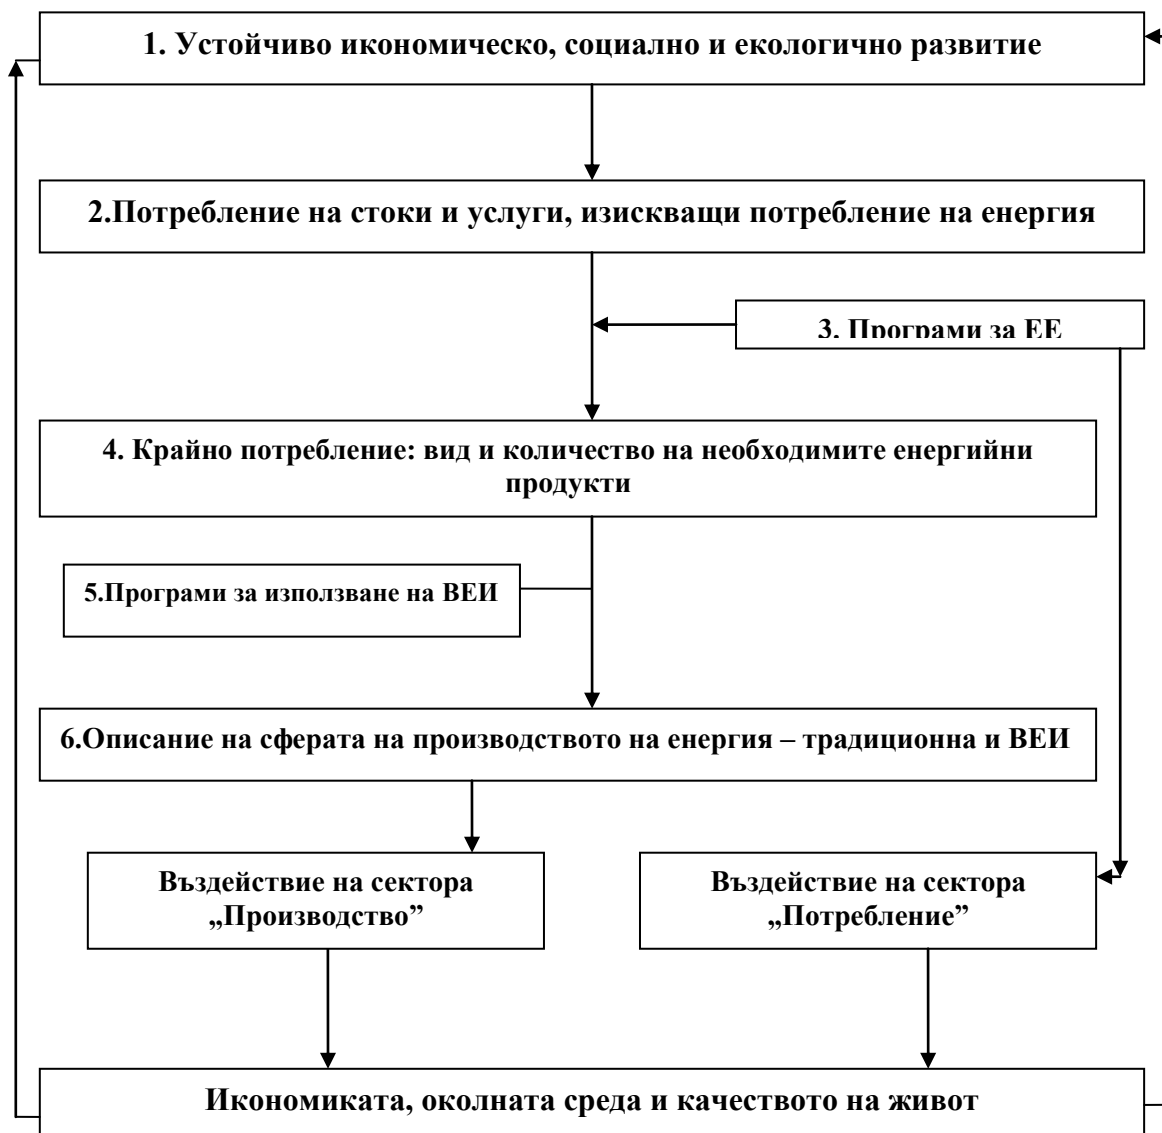 1. Устойчиво икономическо, социално и екологично развитие
2.Потребление на стоки и услуги, изискващи потребление на енергия
3. Програми за ЕЕ
4. Крайно потребление: вид и количество на необходимите енергийни
продукти
5.Програми за използване на ВЕИ
6.Описание на сферата на производството на енергия – традиционна и ВЕИ
Въздействие на сектора
„Производство”
Въздействие на сектора
„Потребление”
Икономиката, околната среда и качеството на живот